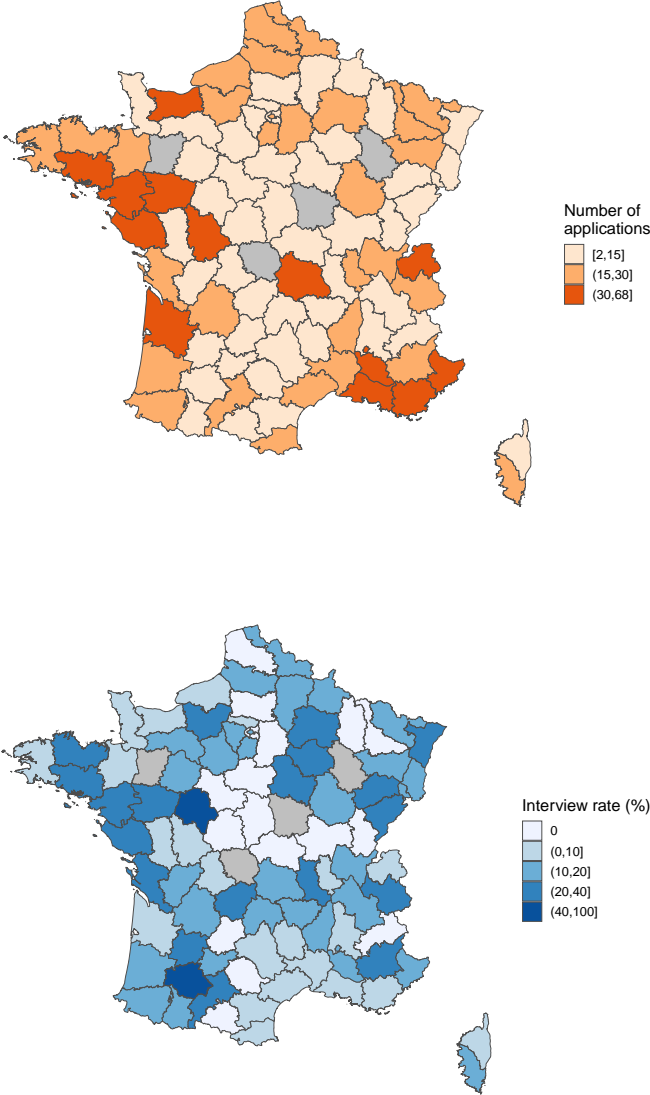 Number of
applications
[2,15]
(15,30]
(30,68]
Interview rate (%)
0
(0,10]
(10,20]
(20,40]
(40,100]